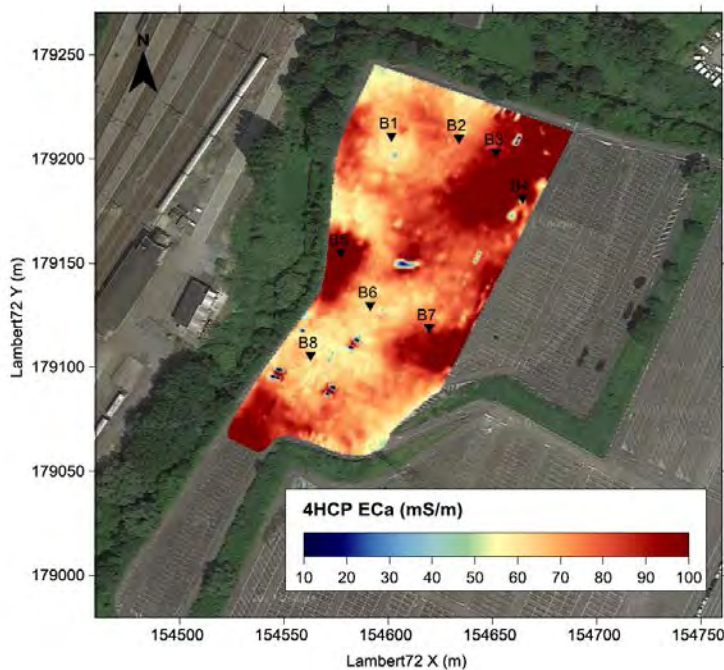 179250
N
179200
179150
179100
179050
179000
B1
B2
B3
B4
B5
B6
B7
B8
4HCP ECa (mS/m)
10 20 30 40 50 60 70 80 90 100
154500 154550 154600 154650 154700 154750
Lambert72 X (m)
Lambert72 Y (m)